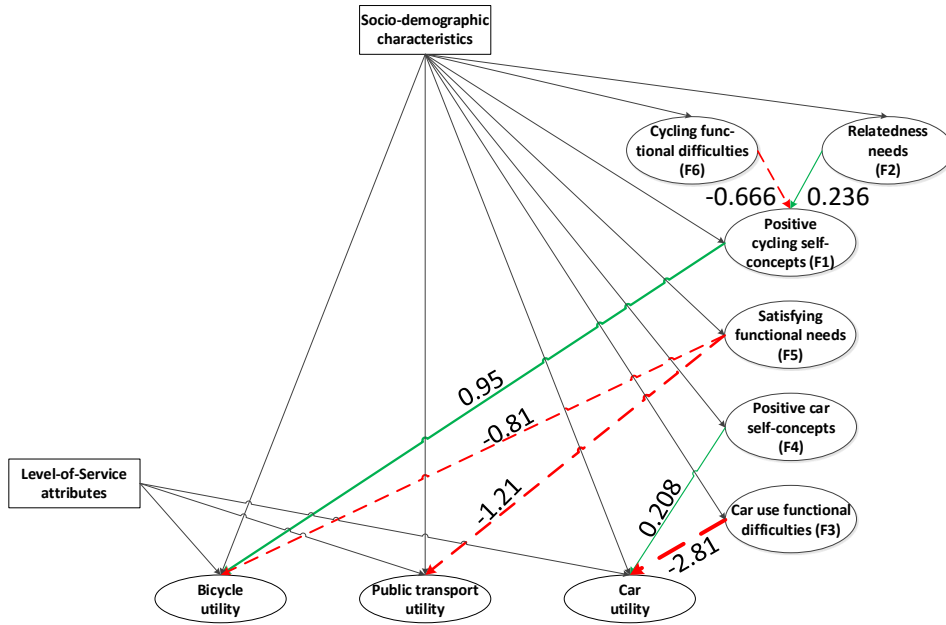 Socio-demographic
characteristics
Cycling func-
tional difficulties
(F6)
Relatedness
needs
(F2)
-0.666
0.236
Positive
cycling self-
concepts (F1)
Satisfying
functional needs
(F5)
0.95
-0.81
Positive car
self-concepts
(F4)
Level-of-Service
attributes
-1.21
0.208
Car use functional
difficulties (F3)
-2.81
Bicycle
utility
Public transport
utility
Car
utility